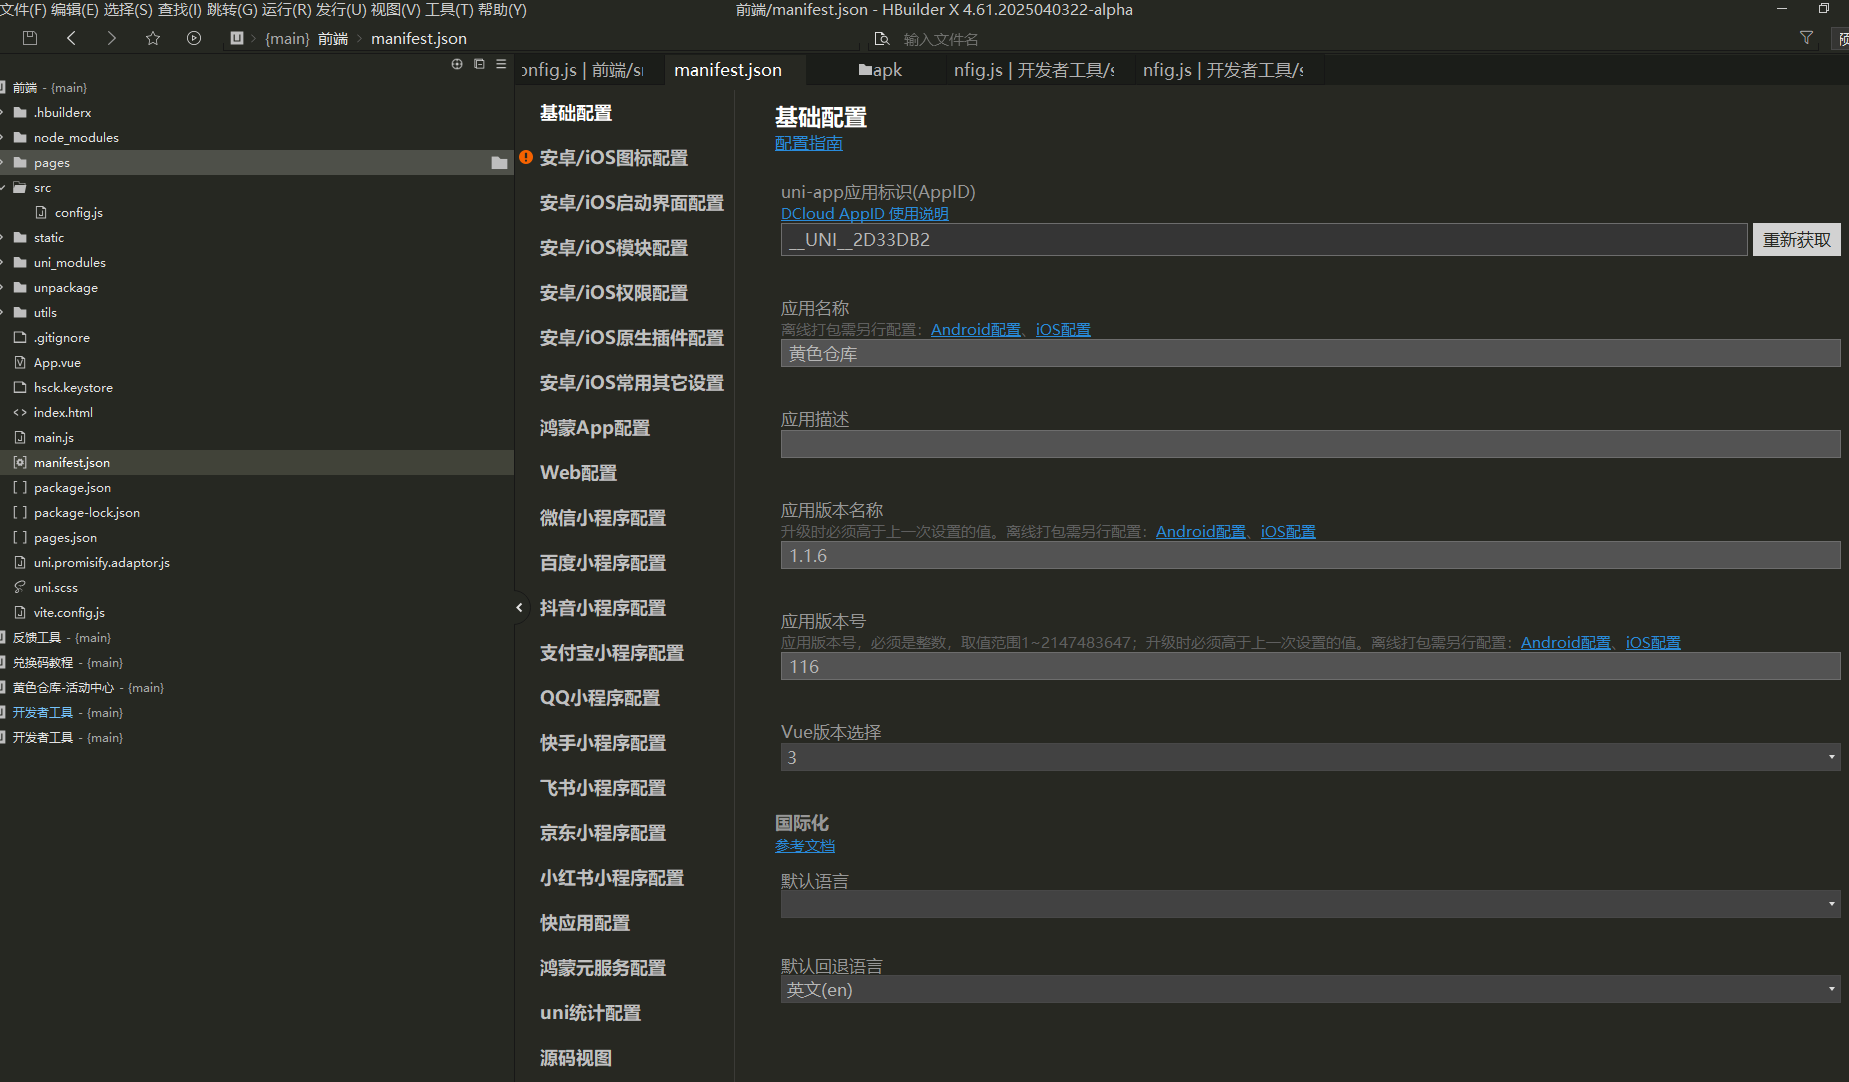 文件(F) 编辑(E) 选择(S) 查找(I) 跳转(G) 运行(R) 发行(U) 视图(V) 工具(T) 帮助(Y)
前端/manifest.json - HBuilder X 4.61.2025040322-alpha
{main} 前端 manifest.json
输入文件名
onfig.js | 前端/s
manifest.json
apk
nfig.js | 开发者工具/s
nfig.js | 开发者工具/s
前端 - {main}
.hbuilderx
node_modules
pages
src
config.js
static
uni_modules
unpackage
utils
.gitignore
App.vue
hsck.keystore
index.html
main.js
manifest.json
package.json
package-lock.json
pages.json
uni.promisify.adaptor.js
uni.scss
vite.config.js
反馈工具 - {main}
兑换码教程 - {main}
黄色仓库-活动中心 - {main}
开发者工具 - {main}
开发者工具 - {main}
基础配置
安卓/iOS图标配置
安卓/iOS启动界面配置
安卓/iOS模块配置
安卓/iOS权限配置
安卓/iOS原生插件配置
安卓/iOS常用其它设置
鸿蒙App配置
Web配置
微信小程序配置
百度小程序配置
抖音小程序配置
支付宝小程序配置
QQ小程序配置
快手小程序配置
飞书小程序配置
京东小程序配置
小红书小程序配置
快应用配置
鸿蒙元服务配置
uni统计配置
源码视图
基础配置
配置指南
uni-app应用标识(AppID)
DCloud AppID 使用说明
__UNI__2D33DB2
重新获取
应用名称
离线打包需另行配置：Android配置、iOS配置
黄色仓库
应用描述
应用版本名称
升级时必须高于上一次设置的值。离线打包需另行配置：Android配置、iOS配置
1.1.6
应用版本号
应用版本号，必须是整数，取值范围1~2147483647；升级时必须高于上一次设置的值。离线打包需另行配置：Android配置、iOS配置
116
Vue版本选择
3
国际化
参考文档
默认语言
默认回退语言
英文(en)